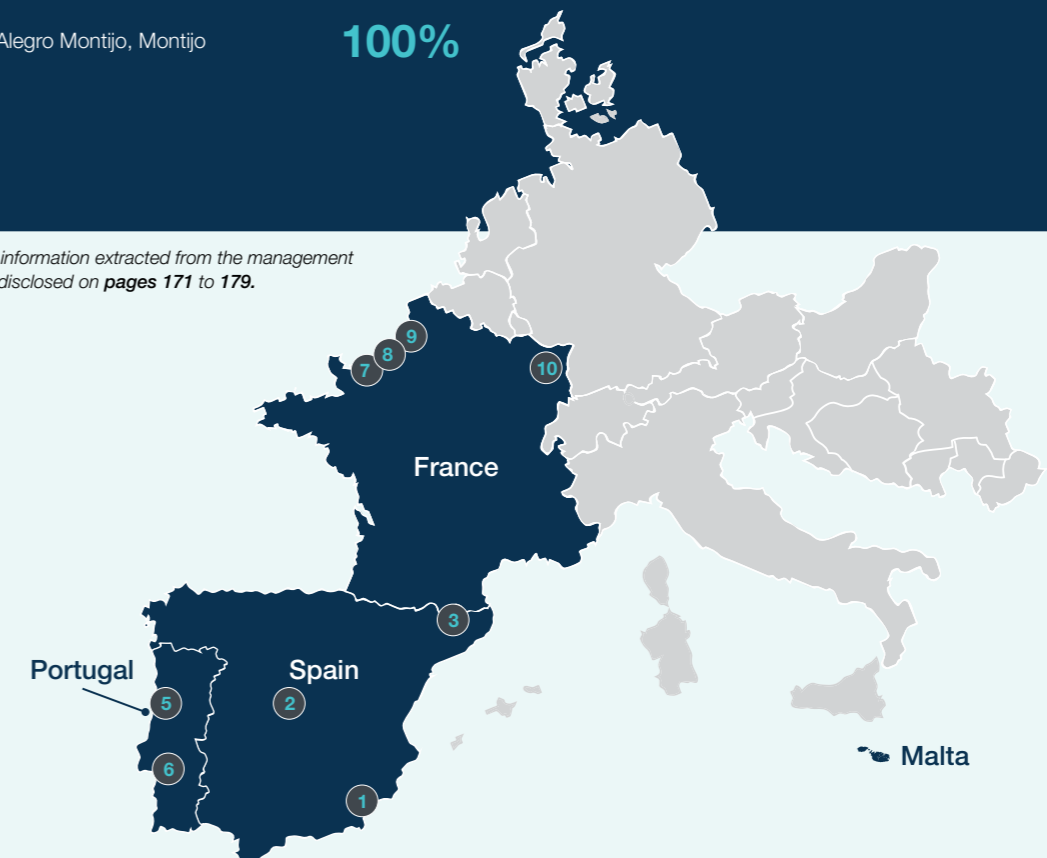 Alegro Montijo, Montijo 100%
information extracted from the management
disclosed on pages 171 to 179.
9
8
7
10
France
3
Portugal
Spain
5
2
6
Malta
1